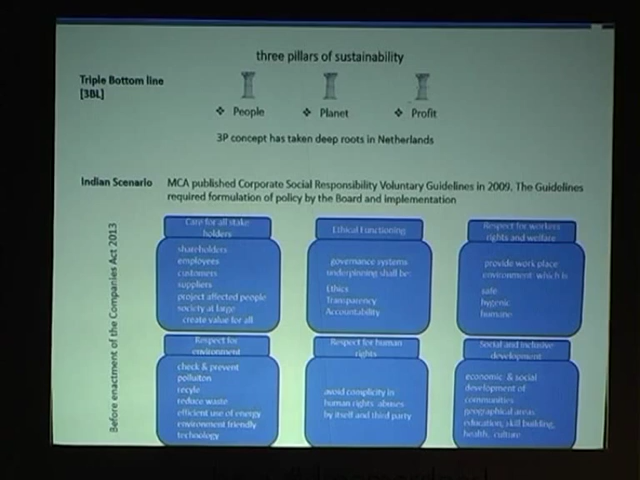 three pillars of sustainability
Triple Bottom line
[3BL]
❖ People ❖ Planet ❖ Profit
3P concept has taken deep roots in Netherlands
Indian Scenario MCA published Corporate Social Responsibility Voluntary Guidelines in 2009. The Guidelines
required formulation of policy by the Board and implementation
Before enactment of the Companies Act 2013
Care for all stake
holders
shareholders
employees
customers
suppliers
project affected people
society at large
create value for all
Ethical Functioning
governance systems
underpinning shall be:
Ethics
Transparency
Accountability
Respect for workers
rights and welfare
provide work place
environment which is
safe
hygenic
humane
Respect for
environment
check & prevent
polluiton
recyle
reduce waste
efficient use of energy
environment friendly
technology
Respect for human
rights
avoid complicity in
human rights abuses
by itself and third party
Social and inclusive
development
economic & social
development of
communities
geographical areas
education, skill building,
health, culture